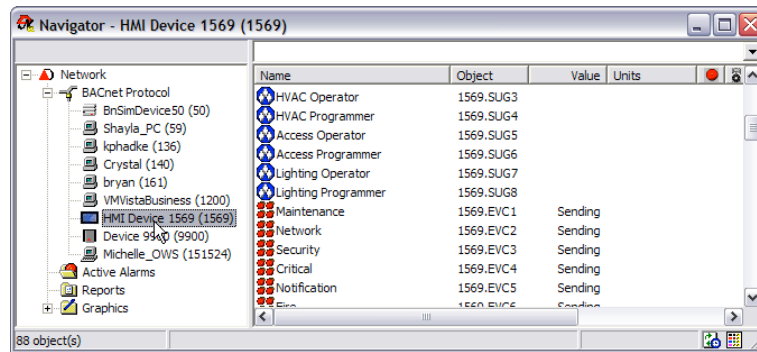 Navigator - HMI Device 1569 (1569)
Network
BACnet Protocol
BnSimDevice50 (50)
Shayla_PC (59)
kphadke (136)
Crystal (140)
bryan (161)
VMVistaBusiness (1200)
HMI Device 1569 (1569)
Device (9900)
Michelle_OWS (151524)
Active Alarms
Reports
Graphics
Name Object Value Units
HVAC Operator 1569.SUG3
HVAC Programmer 1569.SUG4
Access Operator 1569.SUG5
Access Programmer 1569.SUG6
Lighting Operator 1569.SUG7
Lighting Programmer 1569.SUG8
Maintenance 1569.EVC1 Sending
Network 1569.EVC2 Sending
Security 1569.EVC3 Sending
Critical 1569.EVC4 Sending
Notification 1569.EVC5 Sending
Fire 1569.EVC6 Sending
88 object(s)